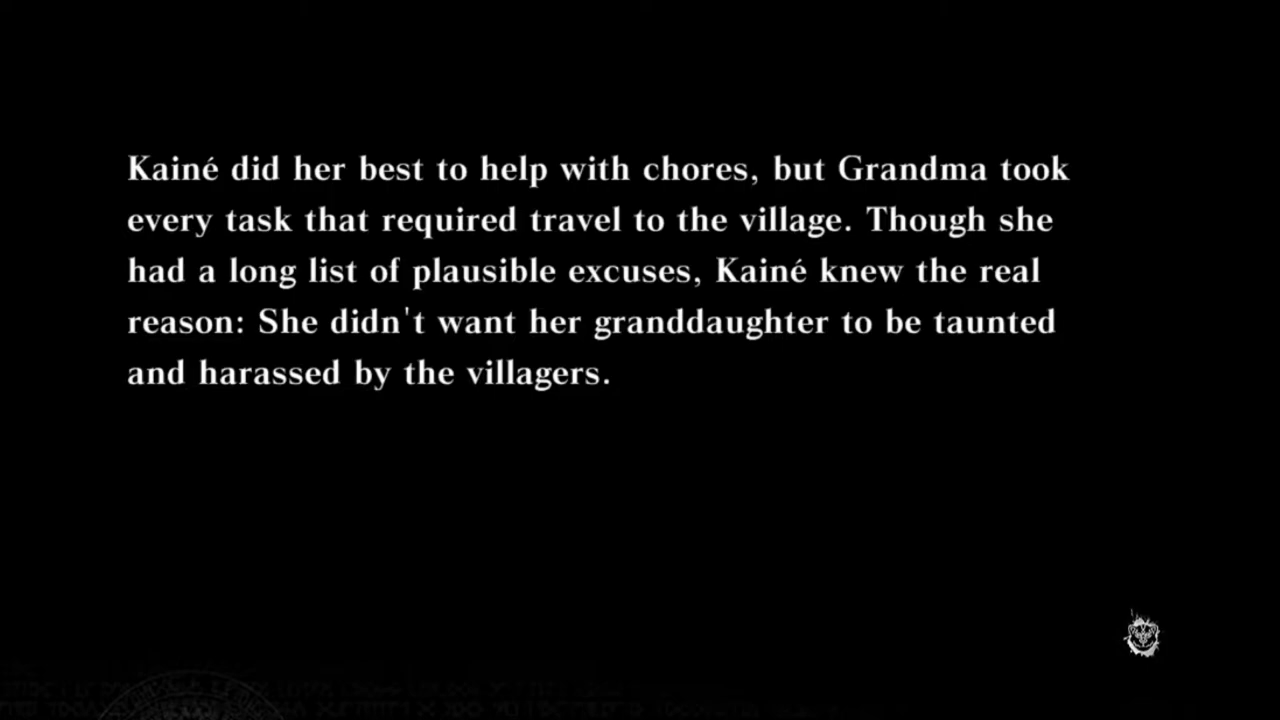 Kainé did her best to help with chores, but Grandma took
every task that required travel to the village. Though she
had a long list of plausible excuses, Kainé knew the real
reason: She didn't want her granddaughter to be taunted
and harassed by the villagers.